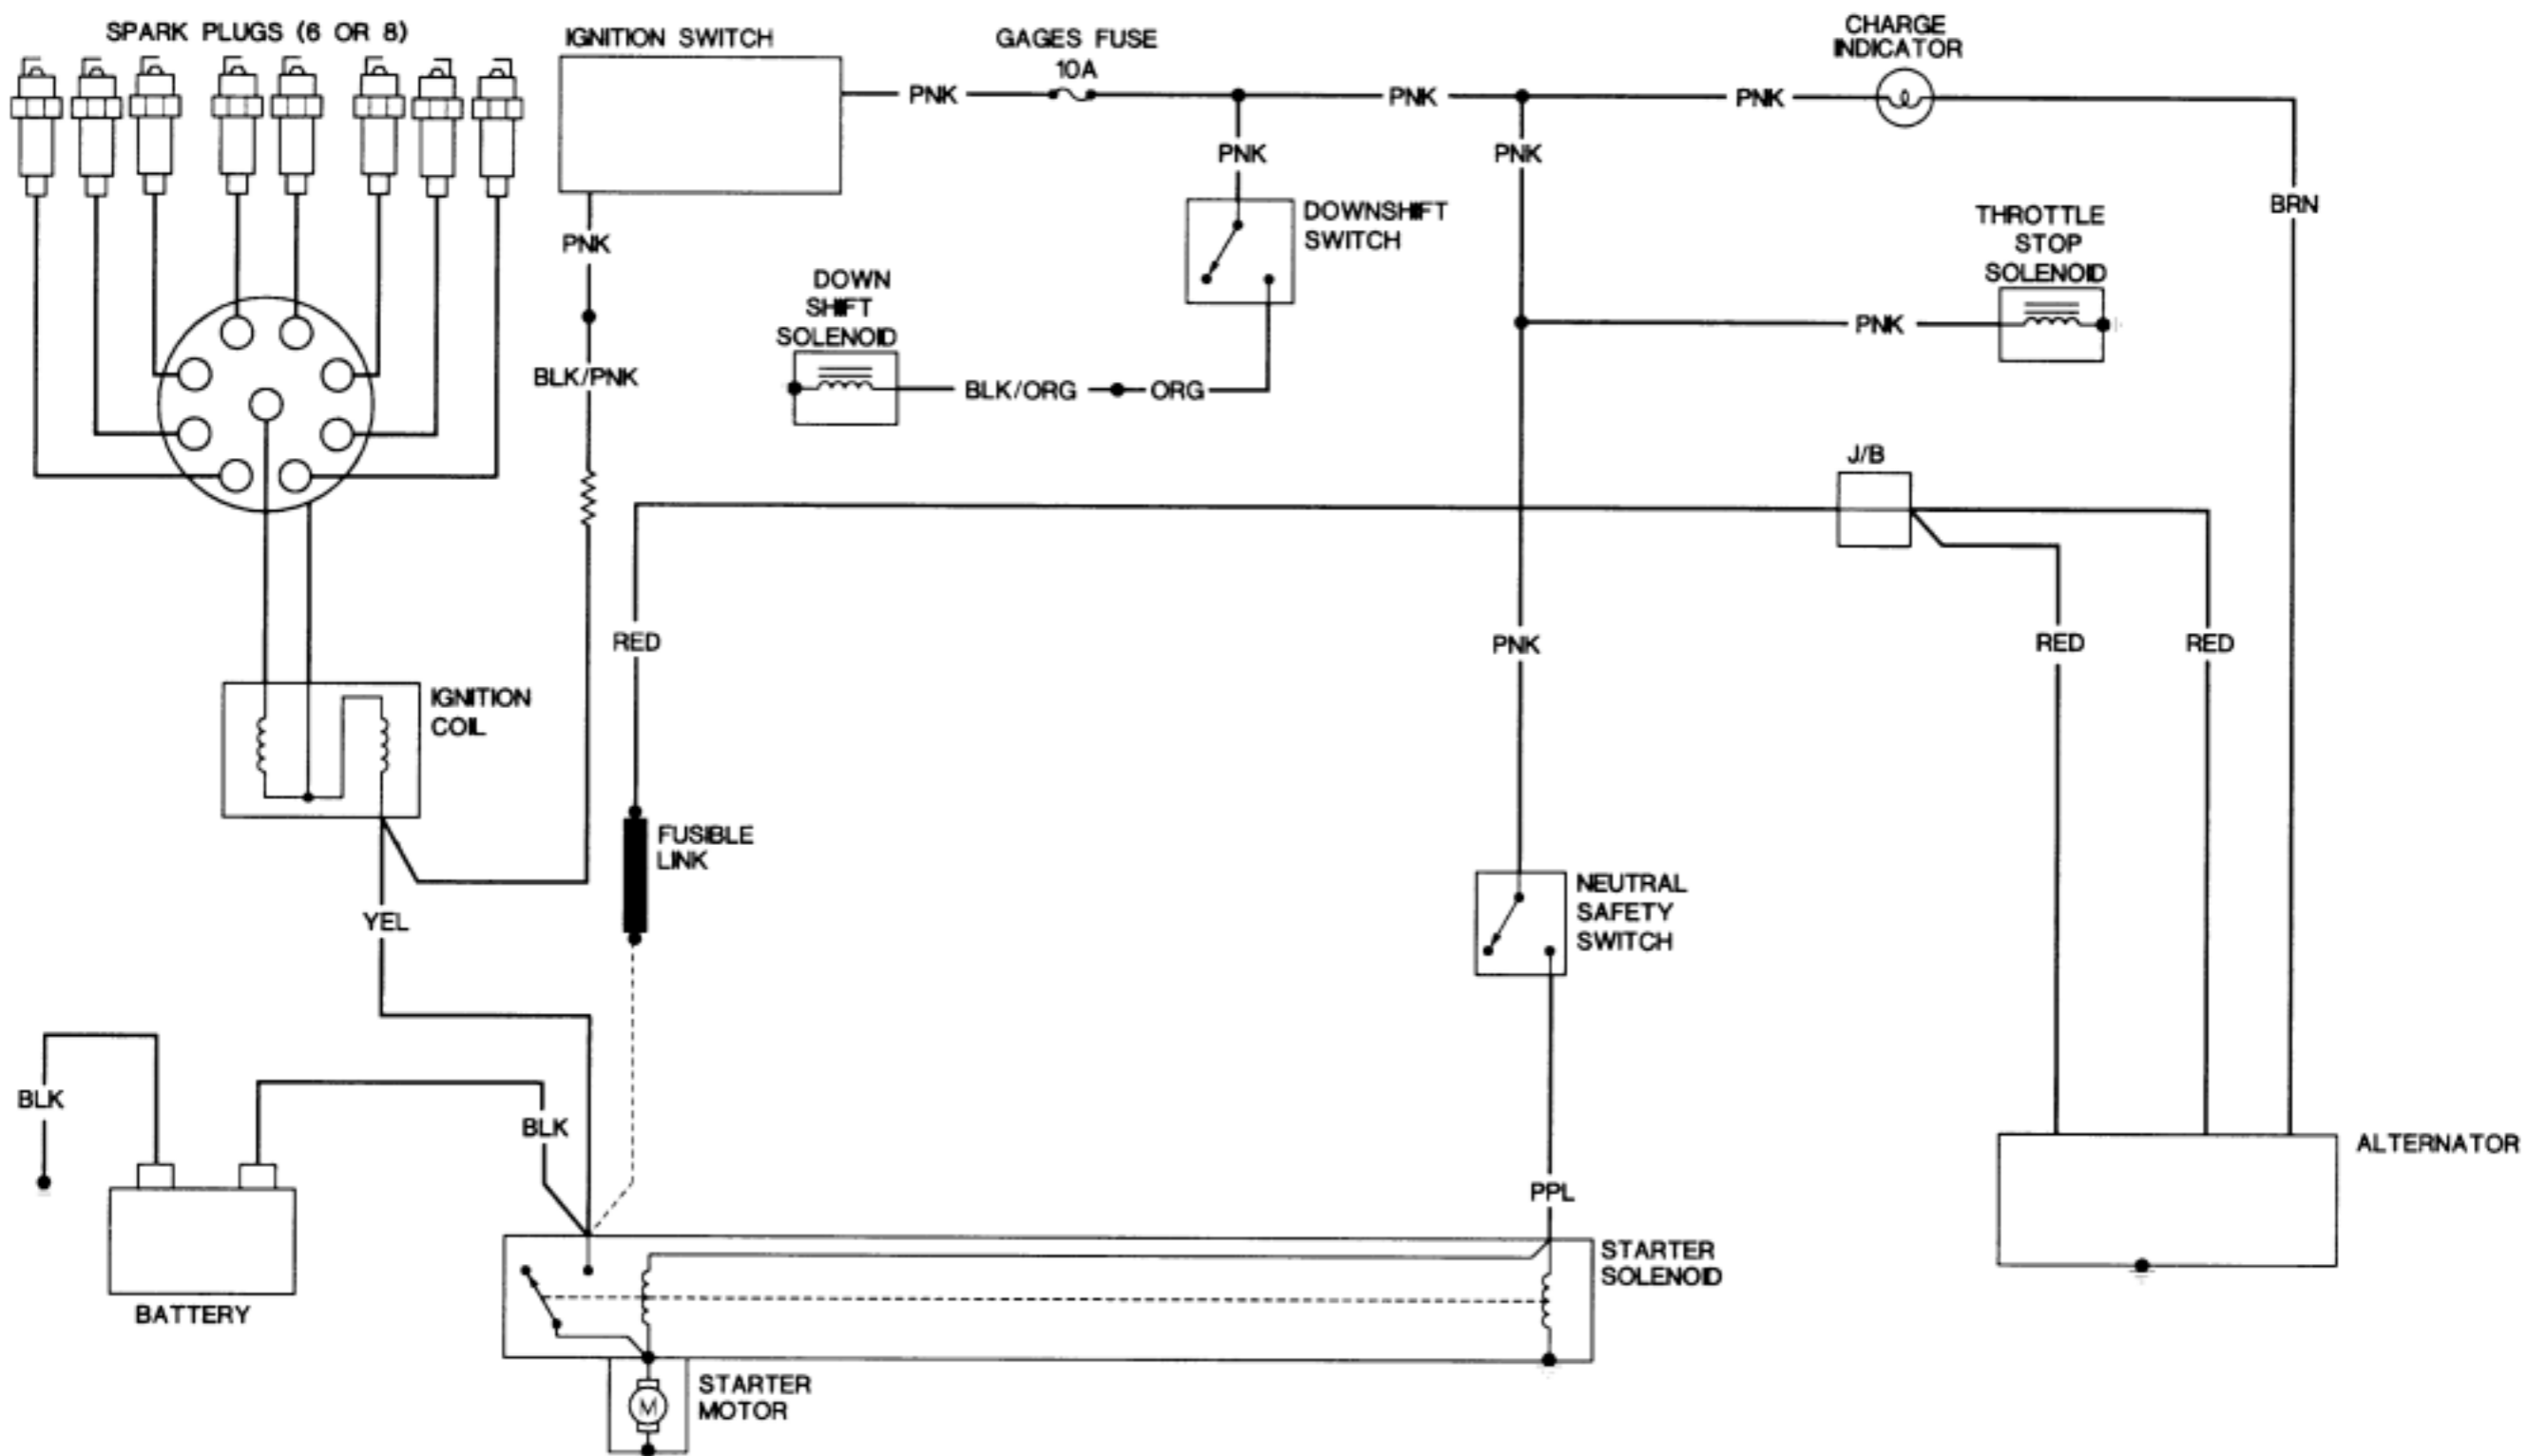 SPARK PLUGS (6 OR 8)
IGNITION SWITCH
GAGES FUSE
10A
CHARGE
INDICATOR
PNK
PNK
PNK
PNK
PNK
BRN
DOWNSHIFT
SWITCH
THROTTLE
STOP
SOLENOID
PNK
DOWN
SHIFT
SOLENOID
PNK
BLK/PNK
BLK/ORG
ORG
J/B
RED
PNK
RED
RED
IGNITION
COIL
FUSIBLE
LINK
NEUTRAL
SAFETY
SWITCH
YEL
BLK
BLK
PPL
ALTERNATOR
BATTERY
STARTER
SOLENOID
M
STARTER
MOTOR